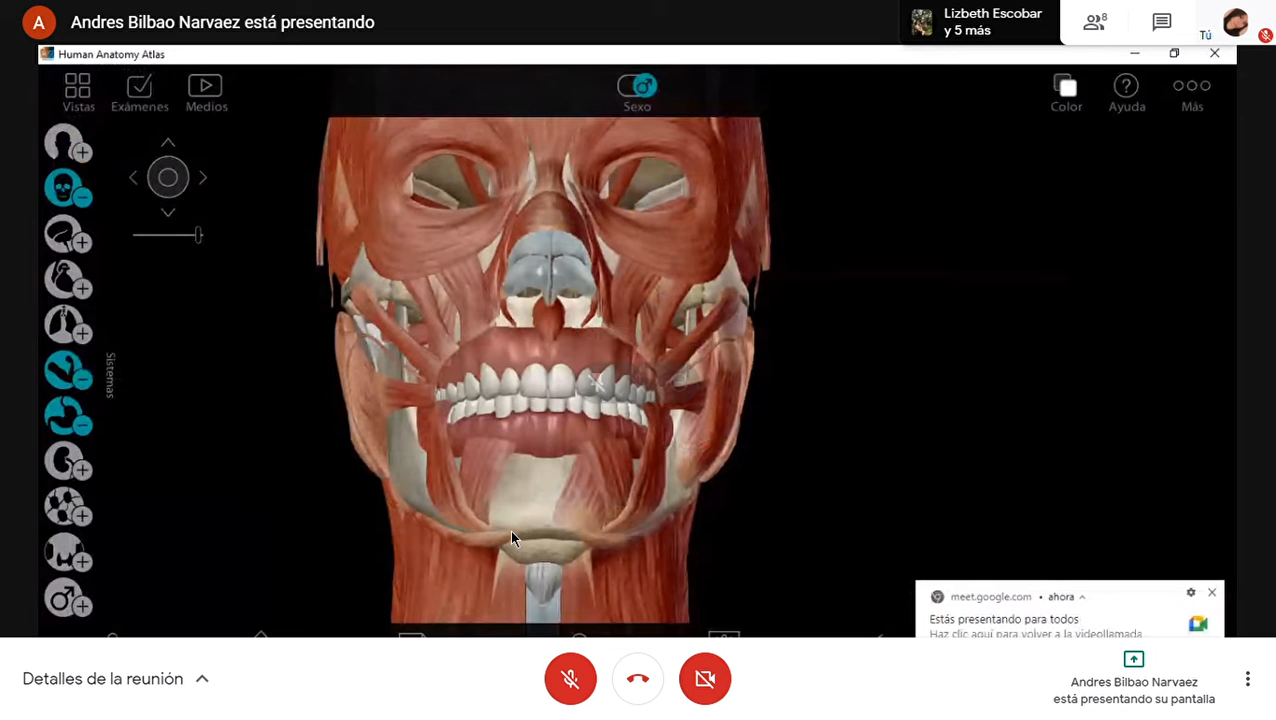 A
Andres Bilbao Narvaez está presentando
Lizbeth Escobar
y 5 más
8
Tú
Human Anatomy Atlas
Vistas
Exámenes
Medios
Sexo
Color
Ayuda
Más
Sistemas
meet.google.com • ahora
Estás presentando para todos
Haz clic aquí para volver a la videollamada
Detalles de la reunión
Andres Bilbao Narvaez
está presentando su pantalla